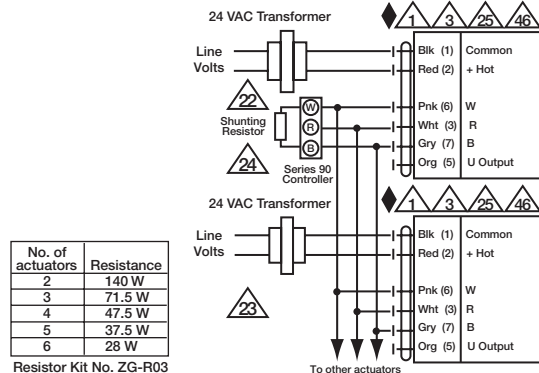 24 VAC Transformer
1 3 25 46
Line
Volts
Blk (1) Common
Red (2) + Hot
22
Shunting
Resistor
24
W
R
B
Series 90
Controller
Pnk (6) W
Wht (3) R
Gry (7) B
Org (5) U Output
24 VAC Transformer
1 3 25 46
Line
Volts
Blk (1) Common
Red (2) + Hot
23
Pnk (6) W
Wht (3) R
Gry (7) B
Org (5) U Output
To other actuators
No. of
actuators Resistance
2 140 W
3 71.5 W
4 47.5 W
5 37.5 W
6 28 W
Resistor Kit No. ZG-R03